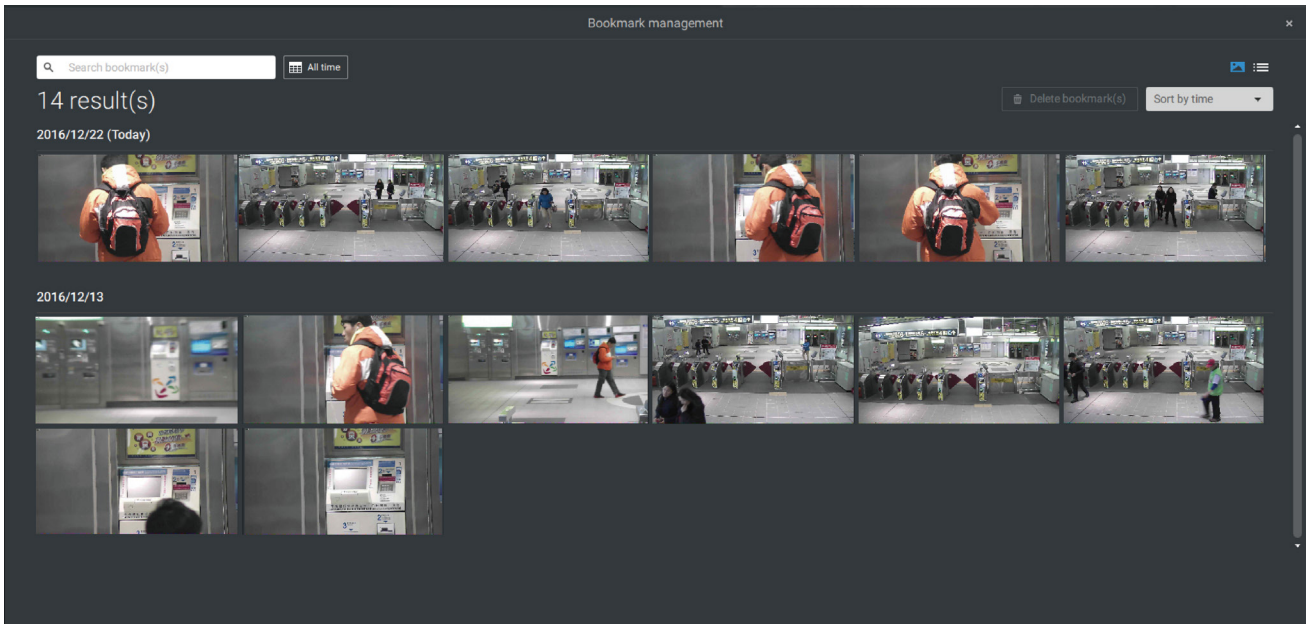 Bookmark management
Search bookmark(s)
All time
14 result(s)
Delete bookmark(s)
Sort by time
2016/12/22 (Today)
2016/12/13